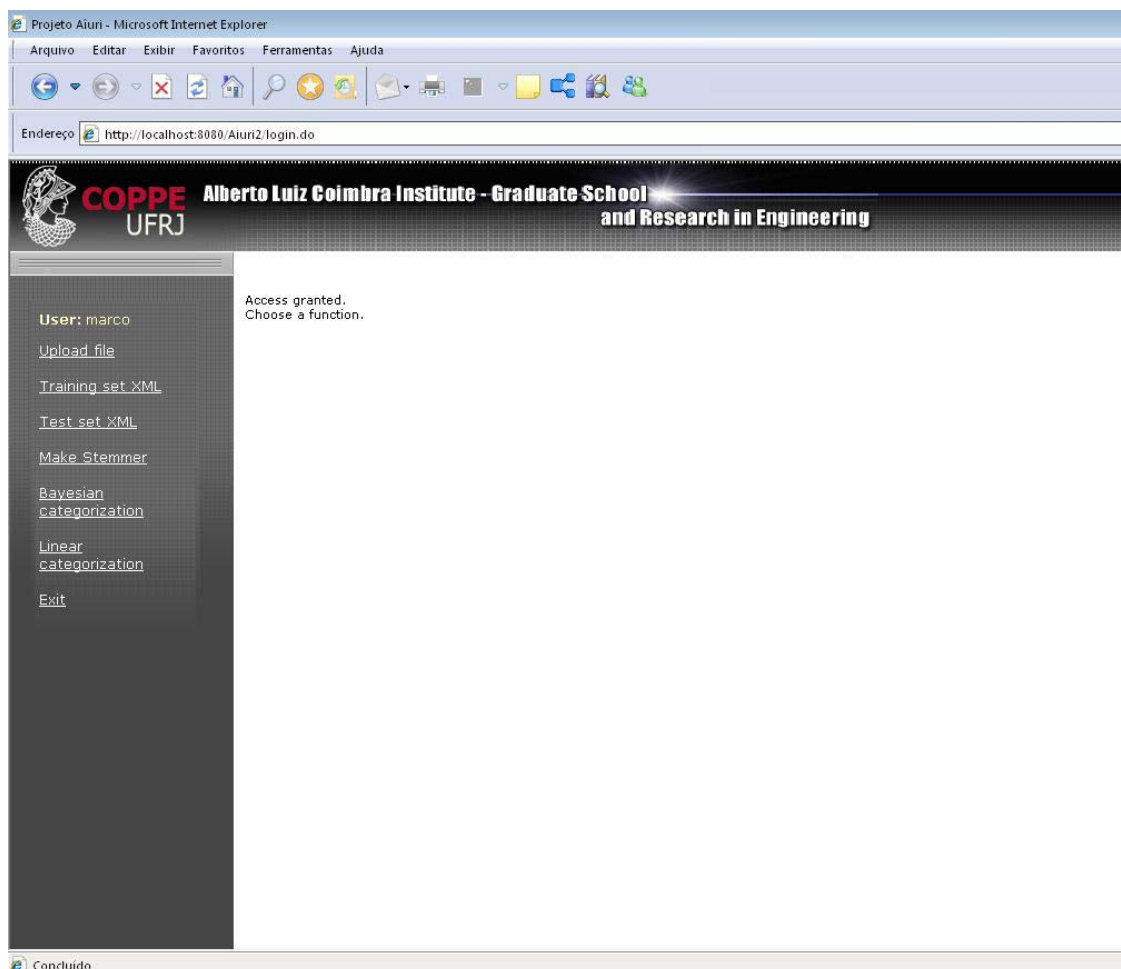 Projeto Aiuri - Microsoft Internet Explorer
Arquivo Editar Exibir Favoritos Ferramentas Ajuda
Endereço http://localhost:8080/Aiuri2/login.do
COPPE
UFRJ
Alberto Luiz Coimbra Institute - Graduate School
and Research in Engineering
Access granted.
Choose a function.
User: marco
Upload file
Training set XML
Test set XML
Make Stemmer
Bayesian
categorization
Linear
categorization
Exit
Concluído